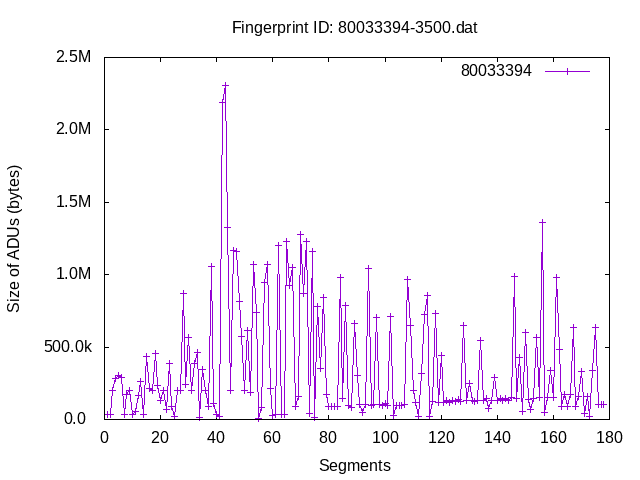 Fingerprint ID: 80033394-3500.dat
80033394
Size of ADUs (bytes)
2.5M
2.0M
1.5M
1.0M
500.0k
0.0
0 20 40 60 80 100 120 140 160 180
Segments